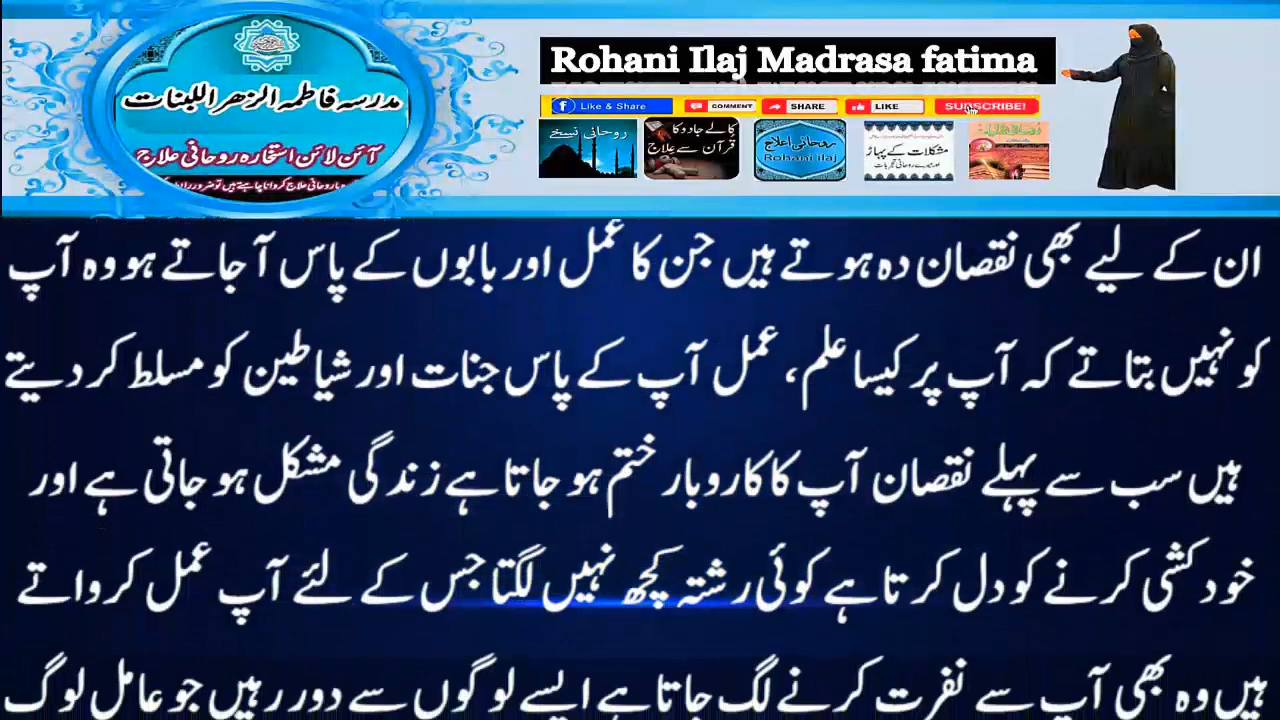 مدرسہ فاطمہ الزھرا للبنات
آئن لائن استخارہ روحانی علاج
Rohani Ilaj Madrasa fatima
Like & Share
COMMENT
SHARE
LIKE
SUBSCRIBE!
روحانی نسخے
کالے جادو کا
قرآن سے علاج
روحانی علاج
Rohani ilaj
مشکلات کے پہاڑ
ان کے لیے بھی نقصان دہ ہوتے ہیں جن کا عمل اور بابوں کے پاس آ جاتے ہو وہ آپ
کو نہیں بتاتے کہ آپ پر کیسا علم، عمل آپ کے پاس جنات اور شیاطین کو مسلط کر دیتے
ہیں سب سے پہلے نقصان آپ کا کاروبار ختم ہو جاتا ہے زندگی مشکل ہو جاتی ہے اور
خود کشی کرنے کو دل کرتا ہے کوئی رشتہ کچھ نہیں لگتا جس کے لئے آپ عمل کرواتے
ہیں وہ بھی آپ سے نفرت کرنے لگ جاتا ہے ایسے لوگوں سے دور رہیں جو عامل لوگ